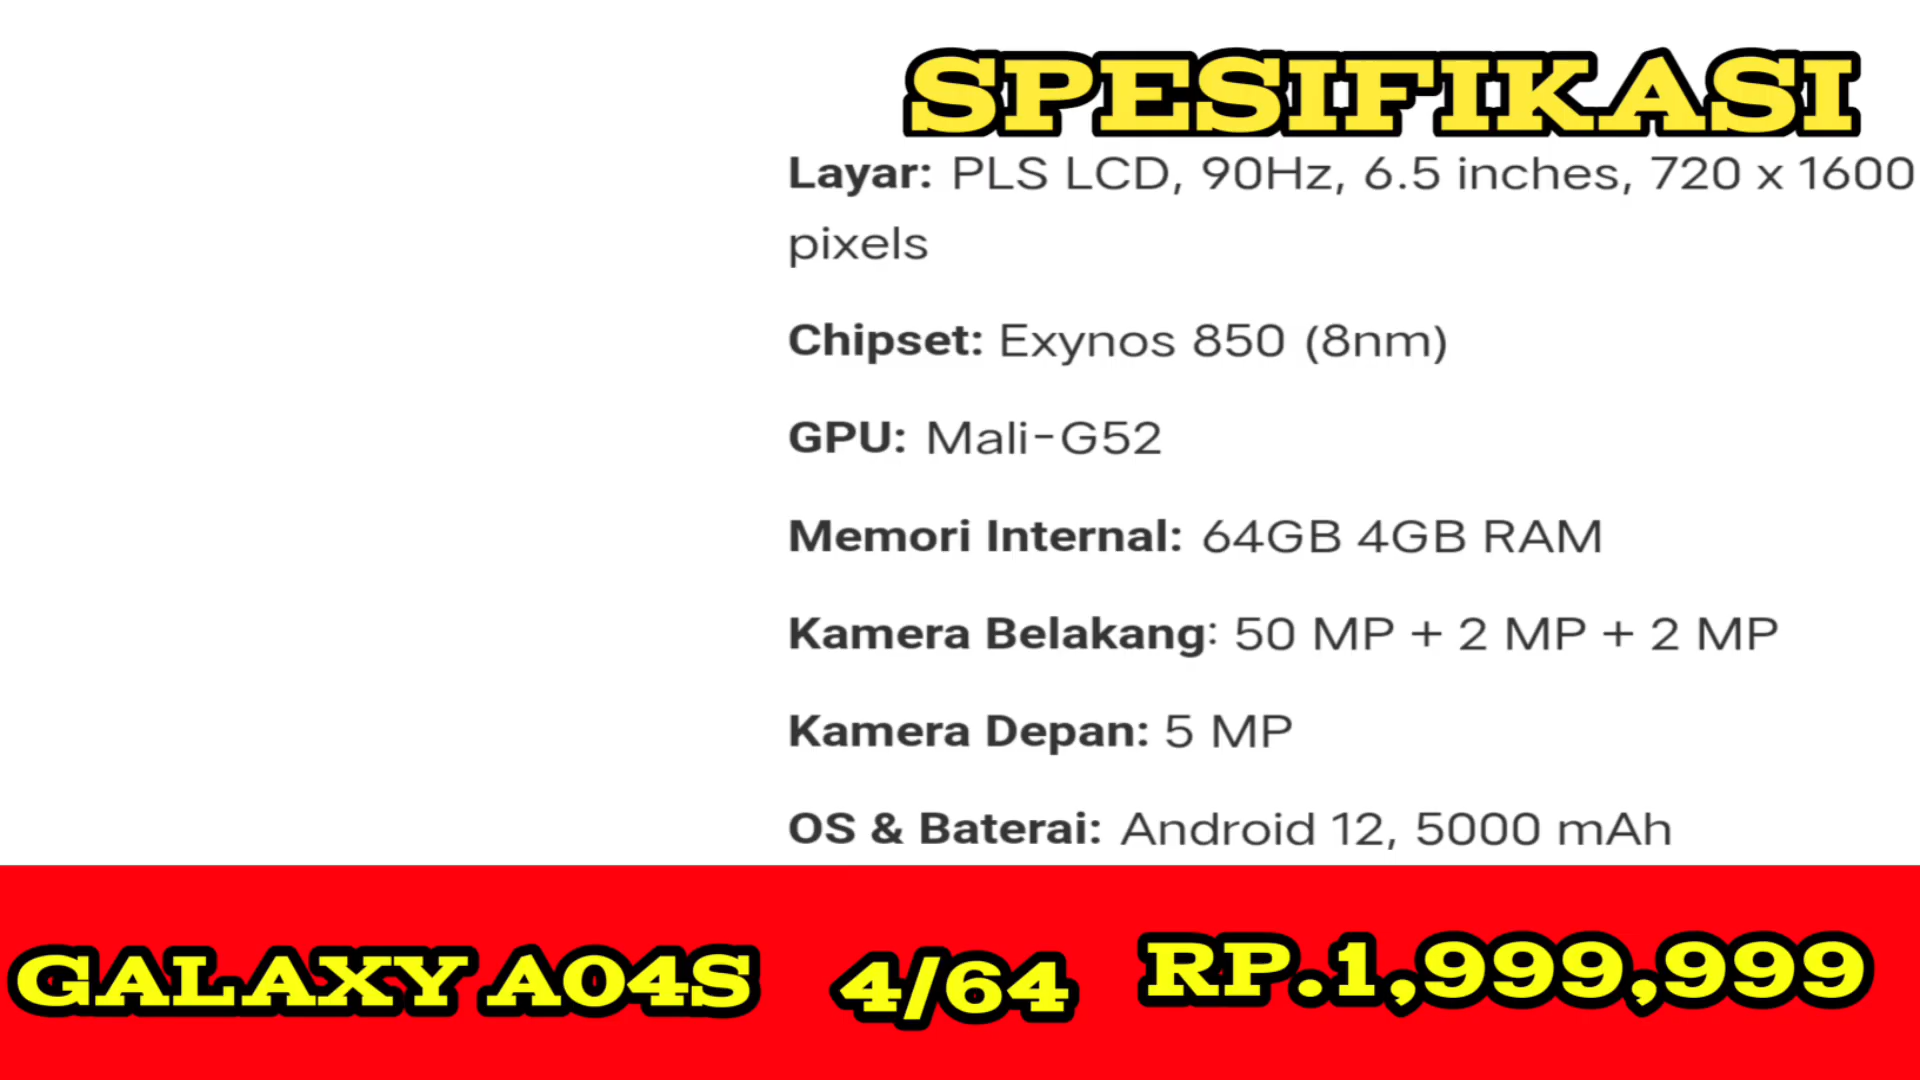 SPESIFIKASI
Layar: PLS LCD, 90Hz, 6.5 inches, 720 x 1600
pixels
Chipset: Exynos 850 (8nm)
GPU: Mali-G52
Memori Internal: 64GB 4GB RAM
Kamera Belakang: 50 MP + 2 MP + 2 MP
Kamera Depan: 5 MP
OS & Baterai: Android 12, 5000 mAh
GALAXY A04S 4/64 RP.1,999,999